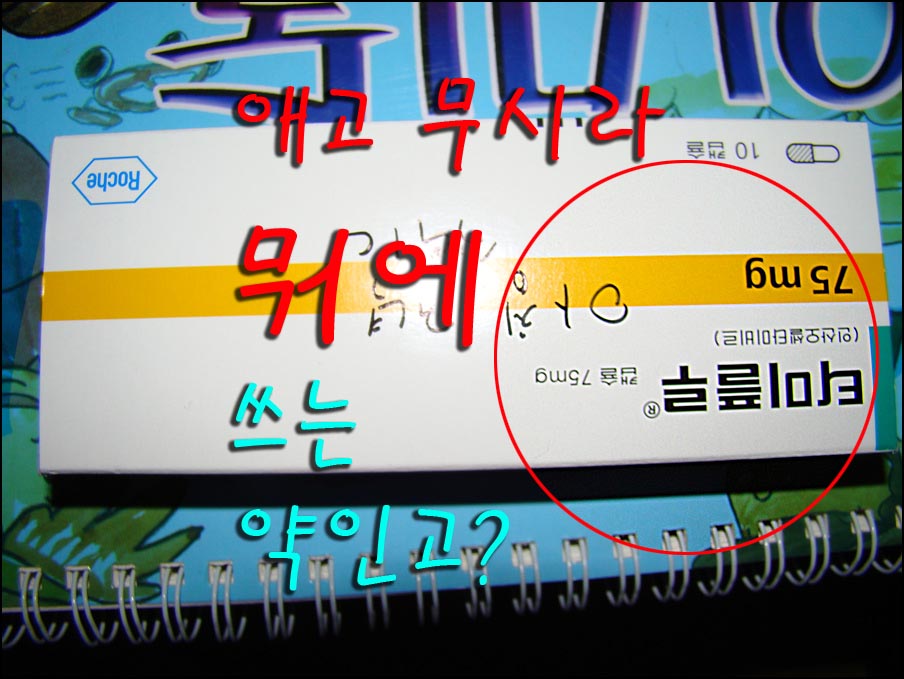 애고 무시라
뭐에
쓰는
약인고?
타미플루® 캡슐 75mg
(인산오셀타미비르)
75 mg
아침
10 캡슐
Roche